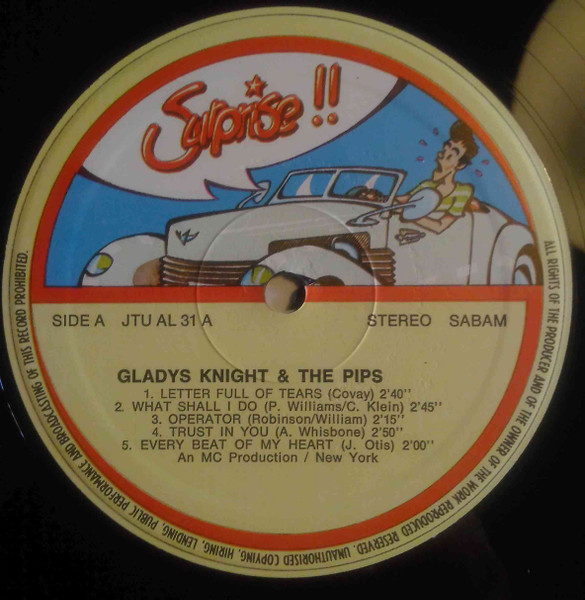 Surprise !!
SIDE A JTU AL 31 A
STEREO SABAM
GLADYS KNIGHT & THE PIPS
1. LETTER FULL OF TEARS (Covay) 2'40''
2. WHAT SHALL I DO (P. Williams/C. Klein) 2'45''
3. OPERATOR (Robinson/William) 2'15''
4. TRUST IN YOU (A. Whisbone) 2'50''
5. EVERY BEAT OF MY HEART (J. Otis) 2'00''
An MC Production / New York
ALL RIGHTS OF THE PRODUCER AND OF THE OWNER OF THE WORK REPRODUCED RESERVED. UNAUTHORISED COPYING, HIRING, LENDING, PUBLIC PERFORMANCE AND BROADCASTING OF THIS RECORD PROHIBITED.